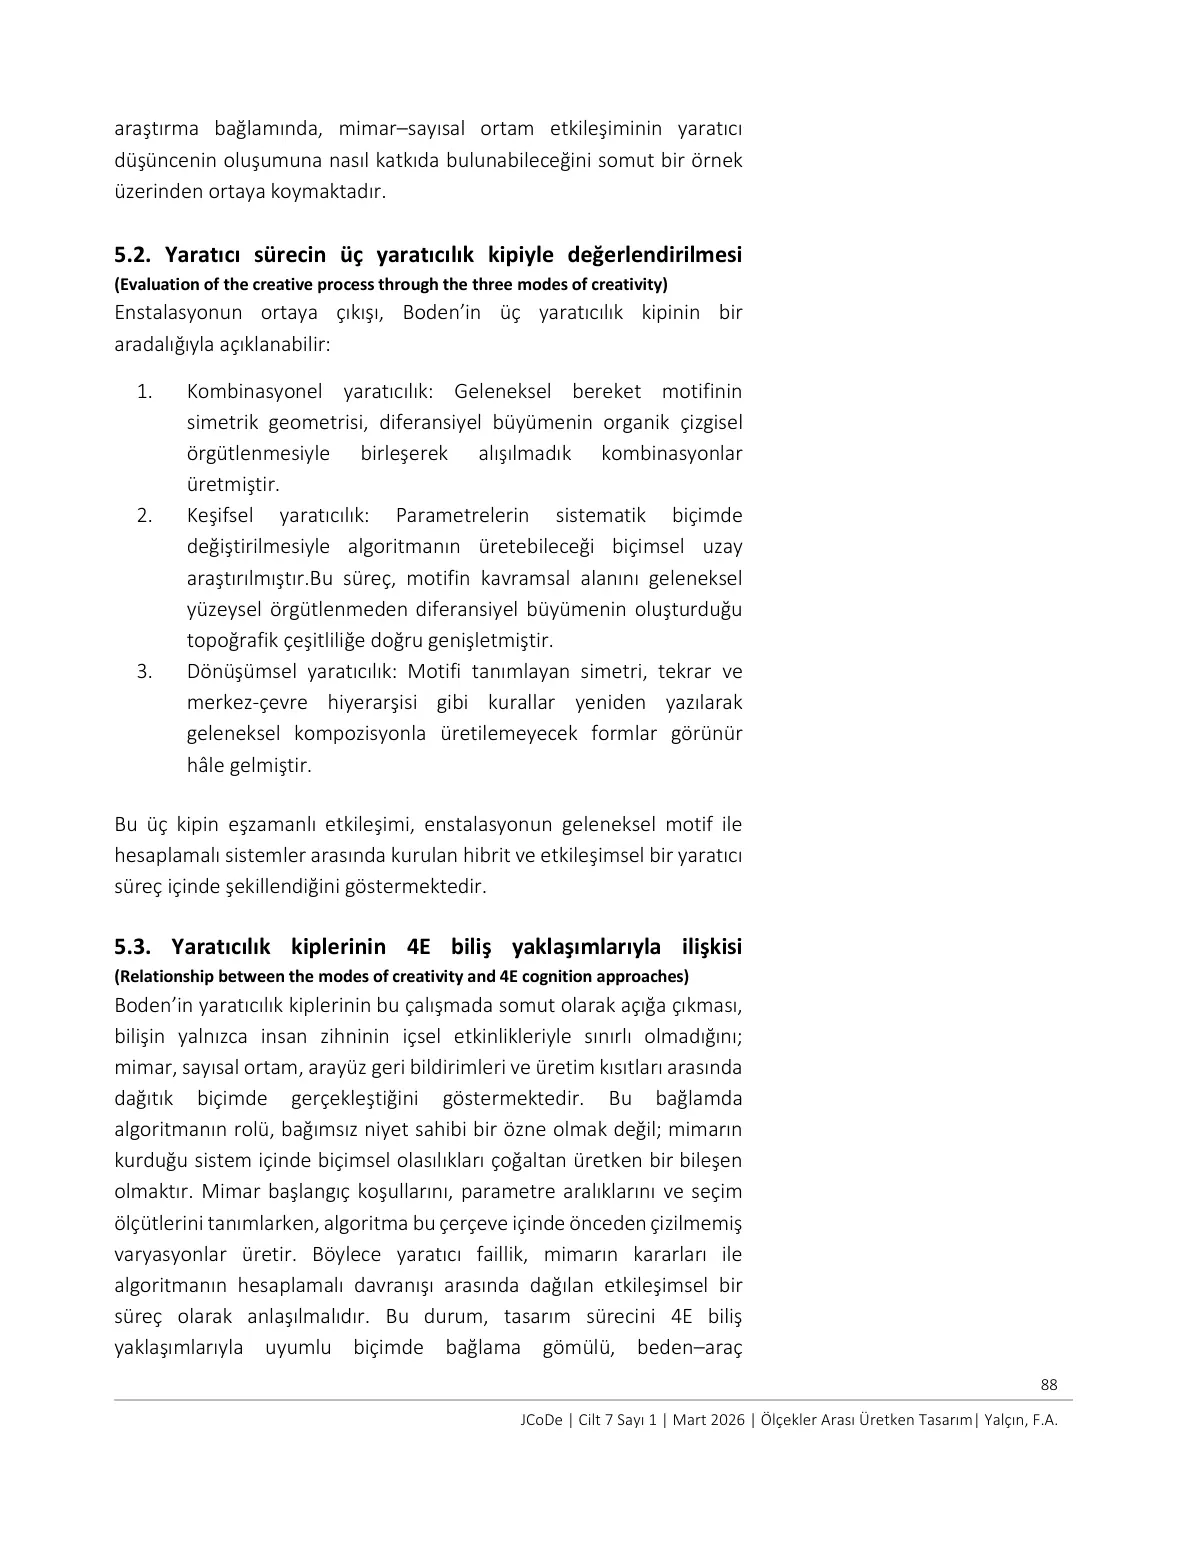 araştırma bağlamında, mimar–sayısal ortam etkileşiminin yaratıcı
düşüncenin oluşumuna nasıl katkıda bulunabileceğini somut bir örnek
üzerinden ortaya koymaktadır.
5.2. Yaratıcı sürecin üç yaratıcılık kipiyle değerlendirilmesi
(Evaluation of the creative process through the three modes of creativity)
Enstalasyonun ortaya çıkışı, Boden’in üç yaratıcılık kipinin bir
aradalığıyla açıklanabilir:
1. Kombinasyonel yaratıcılık: Geleneksel bereket motifinin
simetrik geometrisi, diferansiyel büyümenin organik çizgisel
örgütlenmesiyle birleşerek alışılmadık kombinasyonlar
üretmiştir.
2. Keşifsel yaratıcılık: Parametrelerin sistematik biçimde
değiştirilmesiyle algoritmanın üretebileceği biçimsel uzay
araştırılmıştır.Bu süreç, motifin kavramsal alanını geleneksel
yüzeysel örgütlenmeden diferansiyel büyümenin oluşturduğu
topoğrafik çeşitliliğe doğru genişletmiştir.
3. Dönüşümsel yaratıcılık: Motifi tanımlayan simetri, tekrar ve
merkez-çevre hiyerarşisi gibi kurallar yeniden yazılarak
geleneksel kompozisyonla üretilemeyecek formlar görünür
hâle gelmiştir.
Bu üç kipin eşzamanlı etkileşimi, enstalasyonun geleneksel motif ile
hesaplamalı sistemler arasında kurulan hibrit ve etkileşimsel bir yaratıcı
süreç içinde şekillendiğini göstermektedir.
5.3. Yaratıcılık kiplerinin 4E biliş yaklaşımlarıyla ilişkisi
(Relationship between the modes of creativity and 4E cognition approaches)
Boden’in yaratıcılık kiplerinin bu çalışmada somut olarak açığa çıkması,
bilişin yalnızca insan zihninin içsel etkinlikleriyle sınırlı olmadığını;
mimar, sayısal ortam, arayüz geri bildirimleri ve üretim kısıtları arasında
dağıtık biçimde gerçekleştiğini göstermektedir. Bu bağlamda
algoritmanın rolü, bağımsız niyet sahibi bir özne olmak değil; mimarın
kurduğu sistem içinde biçimsel olasılıkları çoğaltan üretken bir bileşen
olmaktır. Mimar başlangıç koşullarını, parametre aralıklarını ve seçim
ölçütlerini tanımlarken, algoritma bu çerçeve içinde önceden çizilmemiş
varyasyonlar üretir. Böylece yaratıcı faillik, mimarın kararları ile
algoritmanın hesaplamalı davranışı arasında dağılan etkileşimsel bir
süreç olarak anlaşılmalıdır. Bu durum, tasarım sürecini 4E biliş
yaklaşımlarıyla uyumlu biçimde bağlama gömülü, beden–araç
88
JCoDe | Cilt 7 Sayı 1 | Mart 2026 | Ölçekler Arası Üretken Tasarım| Yalçın, F.A.